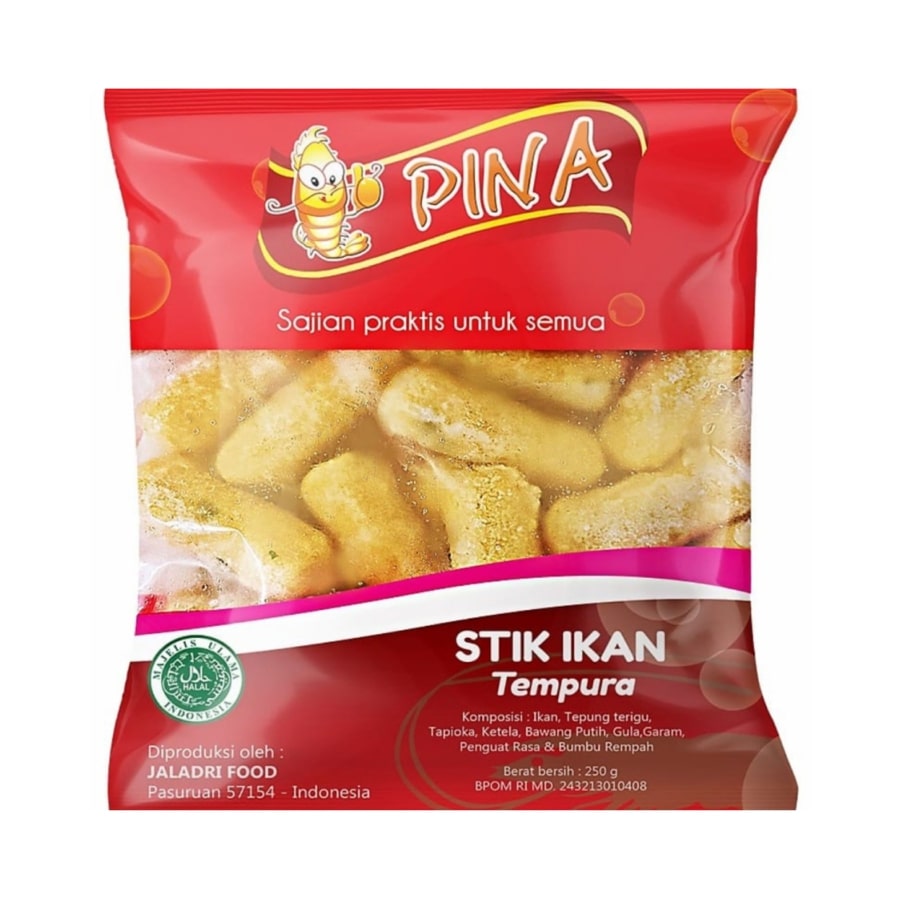 PINA
Sajian praktis untuk semua
STIK IKAN
Tempura
Komposisi : Ikan, Tepung terigu,
Tapioka, Ketela, Bawang Putih, Gula,Garam,
Penguat Rasa & Bumbu Rempah
Berat bersih : 250 g
BPOM RI MD. 243213010408
MAJELIS ULAMA
حلال
HALAL
INDONESIA
Diproduksi oleh :
JALADRI FOOD
Pasuruan 57154 - Indonesia